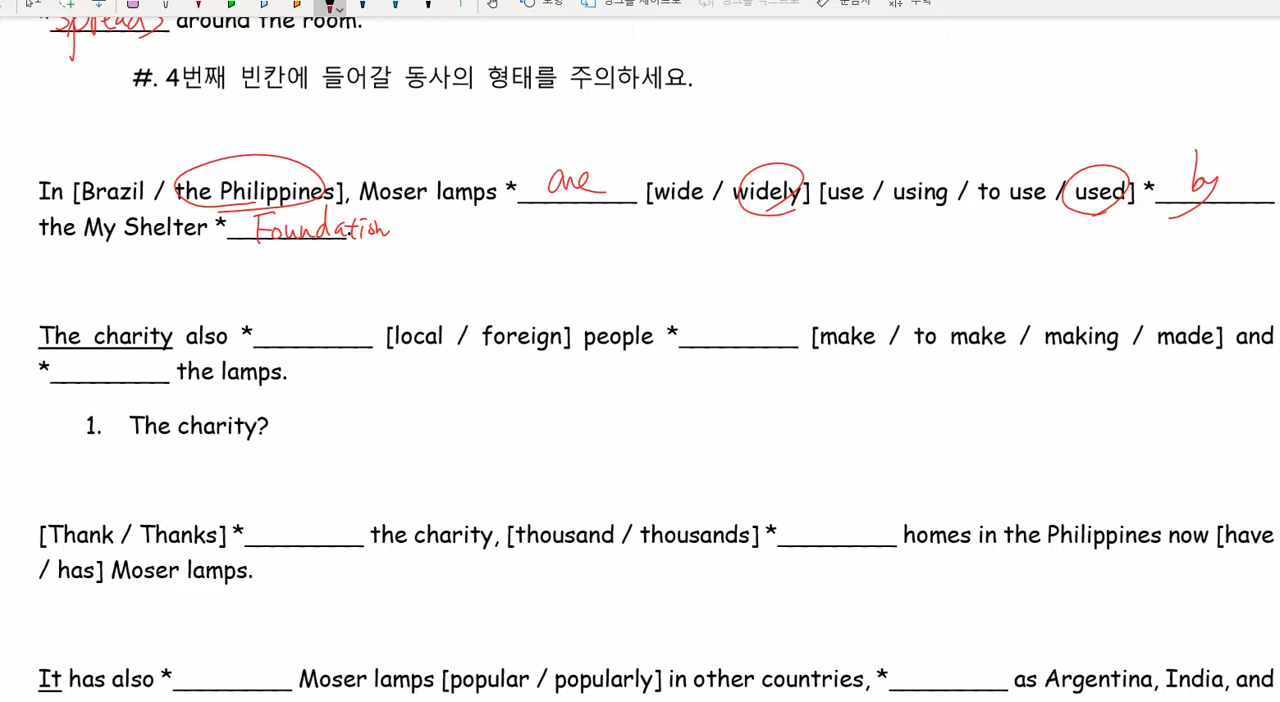 *spreads around the room.
#. 4번째 빈칸에 들어갈 동사의 형태를 주의하세요.
In [Brazil / the Philippines], Moser lamps * are [wide / widely] [use / using / to use / used] * by
the My Shelter * Foundation.
The charity also *_________ [local / foreign] people *_________ [make / to make / making / made] and
*_________ the lamps.
1. The charity?
[Thank / Thanks] *_________ the charity, [thousand / thousands] *_________ homes in the Philippines now [have
/ has] Moser lamps.
It has also *_________ Moser lamps [popular / popularly] in other countries, *_________ as Argentina, India, and